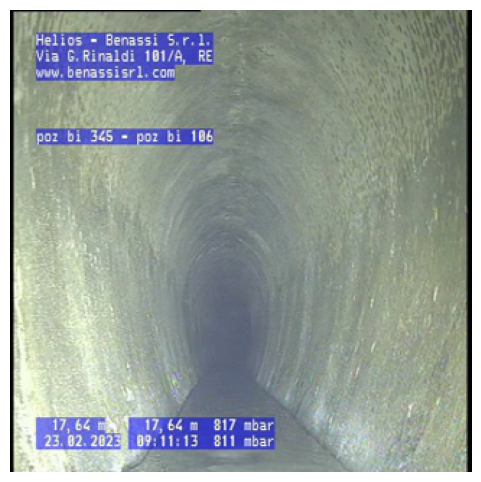 Helios - Benassi S.r.l.
Via G.Rinaldi 101/A, RE
www.benassisrl.com
poz bi 345 - poz bi 106
17,64 m 17,64 m 817 mbar
23.02.2023 09:11:13 811 mbar